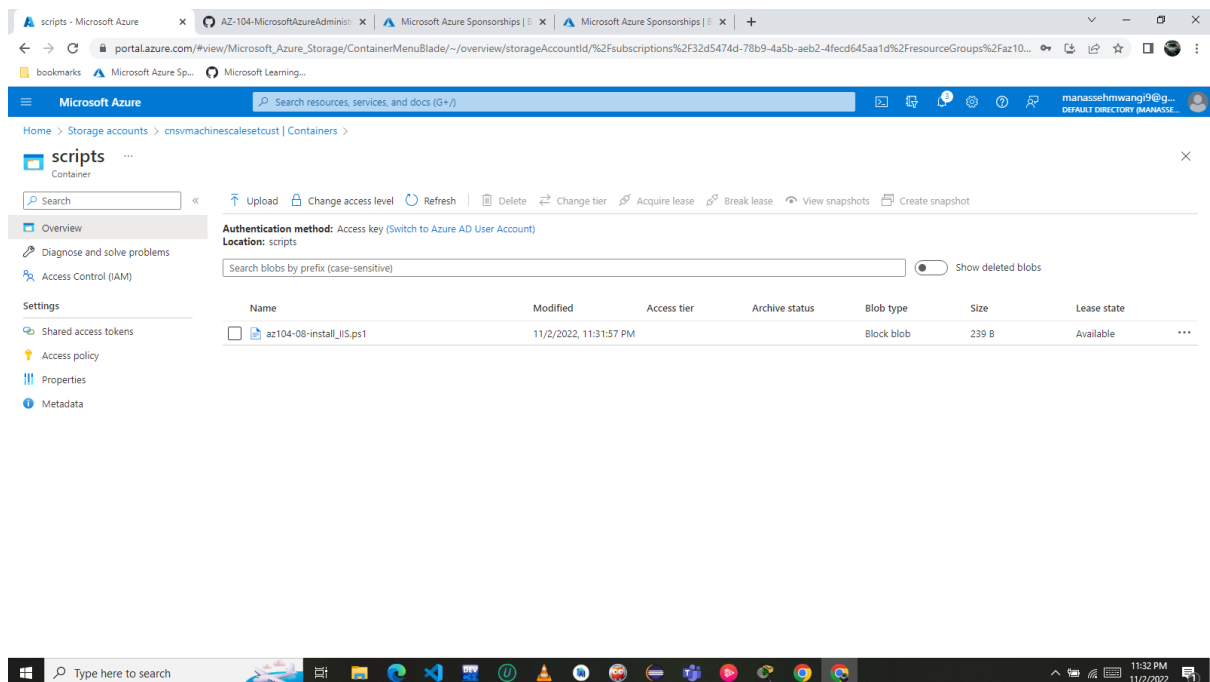 scripts - Microsoft Azure
AZ-104-MicrosoftAzureAdministr
Microsoft Azure Sponsorships | B
Microsoft Azure Sponsorships | B
portal.azure.com/#view/Microsoft_Azure_Storage/ContainerMenuBlade/~/overview/storageAccountId/%2Fsubscriptions%2F32d5474d-78b9-4a5b-aeb2-4fecd645aa1d%2FresourceGroups%2Faz10...
bookmarks Microsoft Azure Sp... Microsoft Learning...
Microsoft Azure
Search resources, services, and docs (G+/)
3
manassehmwangi9@g...
DEFAULT DIRECTORY (MANASSE...
Home > Storage accounts > cnsvmachinescalesetcust | Containers >
scripts ...
Container
Search
«
Upload Change access level Refresh Delete Change tier Acquire lease Break lease View snapshots Create snapshot
Overview
Diagnose and solve problems
Access Control (IAM)
Settings
Shared access tokens
Access policy
Properties
Metadata
Authentication method: Access key (Switch to Azure AD User Account)
Location: scripts
Search blobs by prefix (case-sensitive)
Show deleted blobs
Name Modified Access tier Archive status Blob type Size Lease state
az104-08-install_IIS.ps1 11/2/2022, 11:31:57 PM Block blob 239 B Available ...
Type here to search
DEV
11:32 PM
11/2/2022